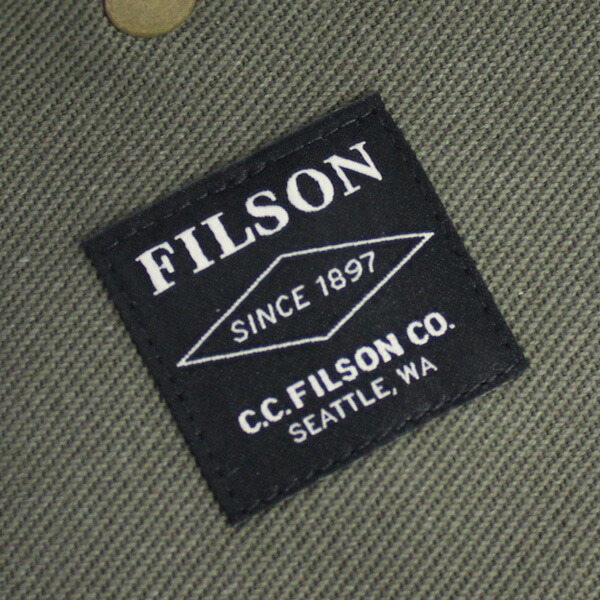 FILSON
SINCE 1897
C.C.FILSON CO.
SEATTLE, WA